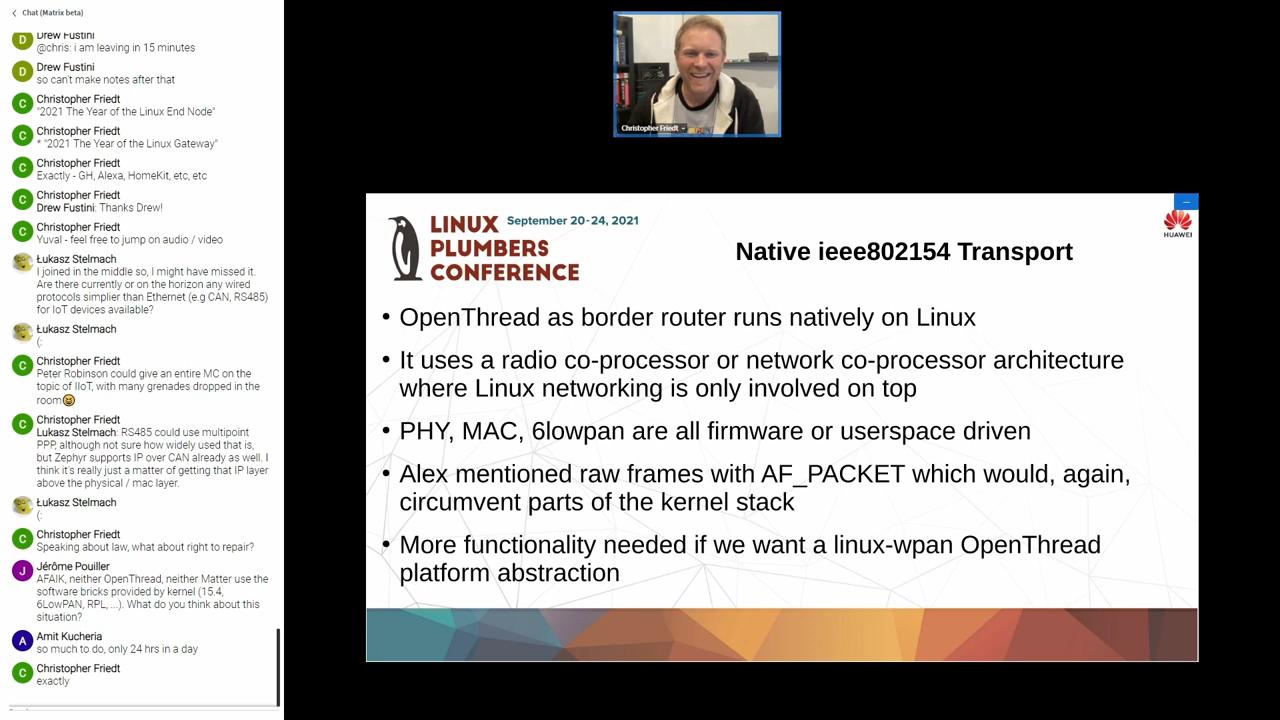 Chat (Matrix beta)
Drew Fustini
@chris: i am leaving in 15 minutes
Drew Fustini
so can't make notes after that
Christopher Friedt
"2021 The Year of the Linux End Node"
Christopher Friedt
* "2021 The Year of the Linux Gateway"
Christopher Friedt
Exactly - GH, Alexa, HomeKit, etc, etc
Christopher Friedt
Drew Fustini: Thanks Drew!
Christopher Friedt
Yuval - feel free to jump on audio / video
Łukasz Stelmach
I joined in the middle so, I might have missed it.
Are there currently or on the horizon any wired
protocols simplier than Ethernet (e.g CAN, RS485)
for IoT devices available?
Łukasz Stelmach
(:
Christopher Friedt
Peter Robinson could give an entire MC on the
topic of IIoT, with many grenades dropped in the
room😆
Christopher Friedt
Lukasz Stelmach: RS485 could use multipoint
PPP, although not sure how widely used that is,
but Zephyr supports IP over CAN already as well. I
think it's really just a matter of getting that IP layer
above the physical / mac layer.
Łukasz Stelmach
(:
Christopher Friedt
Speaking about law, what about right to repair?
Jérôme Pouiller
AFAIK, neither OpenThread, neither Matter use the
software bricks provided by kernel (15.4,
6LowPAN, RPL, ...). What do you think about this
situation?
Amit Kucheria
so much to do, only 24 hrs in a day
Christopher Friedt
exactly
Christopher Friedt
LINUX
PLUMBERS
CONFERENCE
September 20-24, 2021
HUAWEI
Native ieee802154 Transport
• OpenThread as border router runs natively on Linux
• It uses a radio co-processor or network co-processor architecture
where Linux networking is only involved on top
• PHY, MAC, 6lowpan are all firmware or userspace driven
• Alex mentioned raw frames with AF_PACKET which would, again,
circumvent parts of the kernel stack
• More functionality needed if we want a linux-wpan OpenThread
platform abstraction